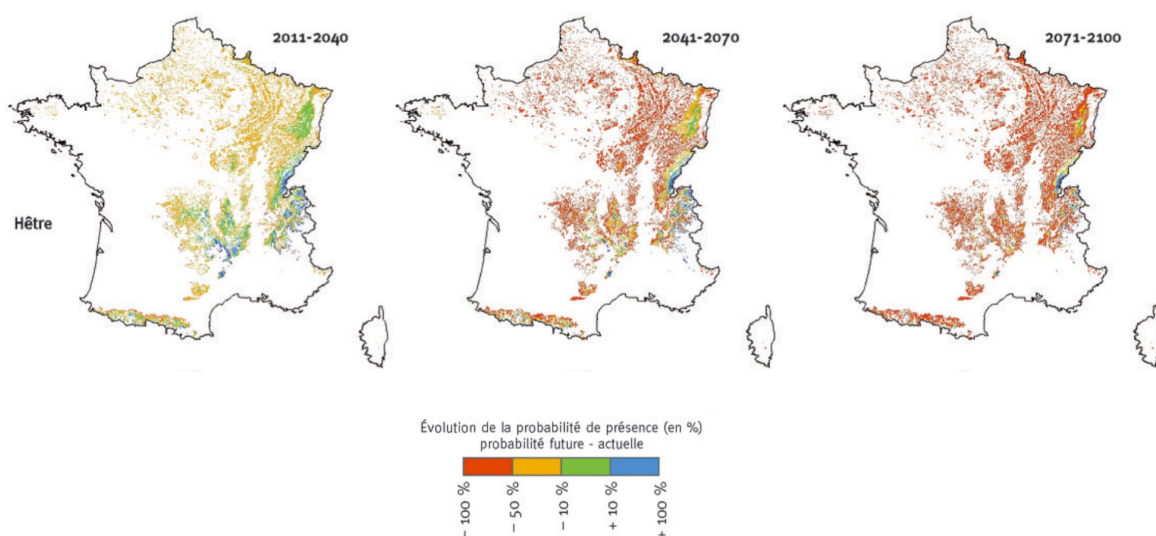 2011-2040
2041-2070
2071-2100
Hêtre
Évolution de la probabilité de présence (en %)
probabilité future - actuelle
- 100 %
- 50 %
- 10 %
+ 10 %
+ 100 %